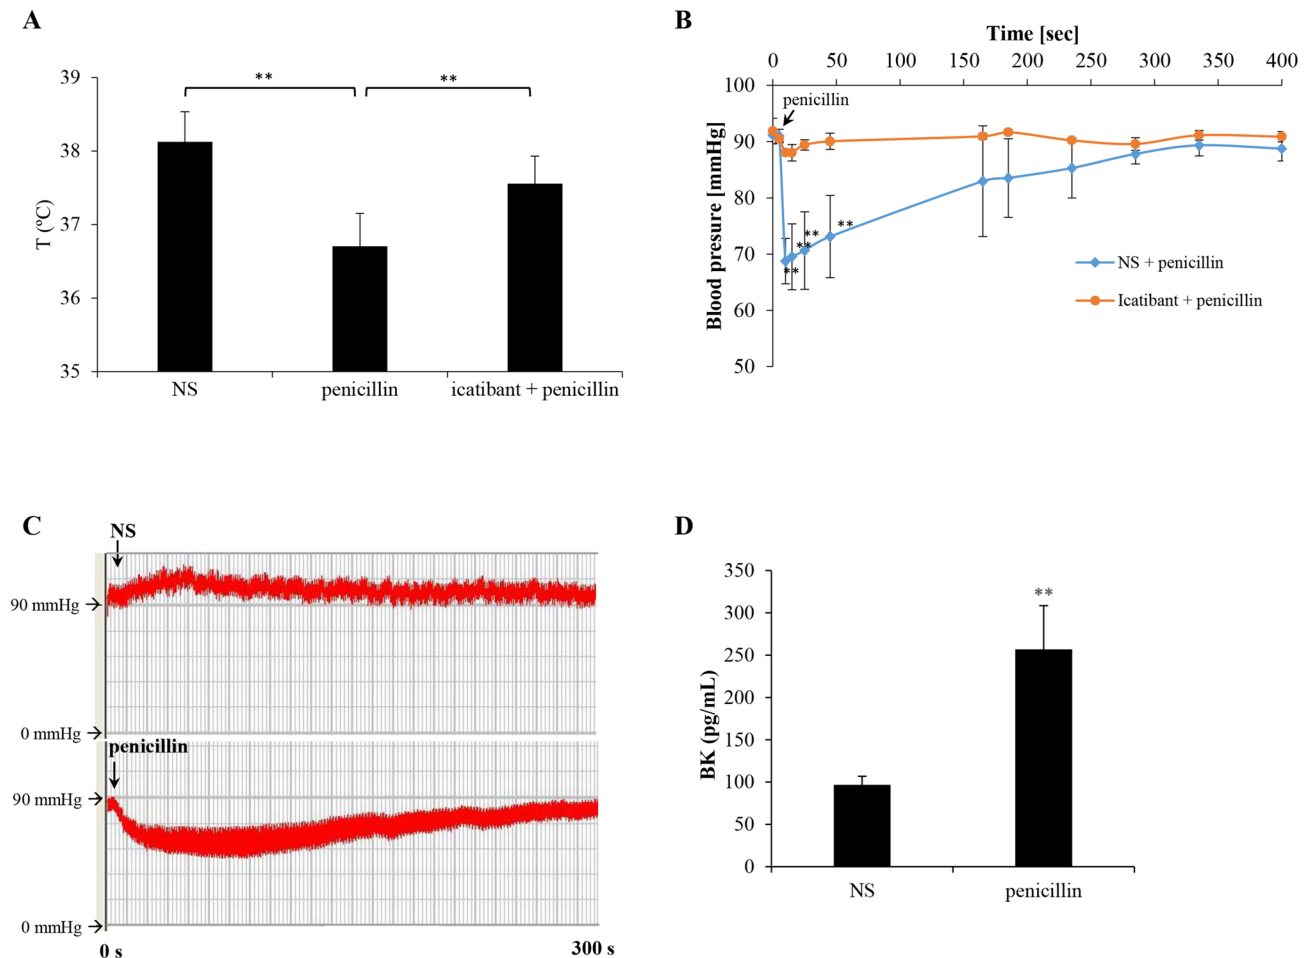 A
39
38
37
36
35
T (ºC)
**
**
NS
penicillin
icatibant + penicillin
B
Time [sec]
0 50 100 150 200 250 300 350 400
100
90
80
70
60
50
Blood presure [mmHg]
penicillin
**
**
**
**
NS + penicillin
Icatibant + penicillin
C
NS
90 mmHg
0 mmHg
penicillin
90 mmHg
0 mmHg
0 s
300 s
D
350
300
250
200
150
100
50
0
BK (pg/mL)
**
NS
penicillin